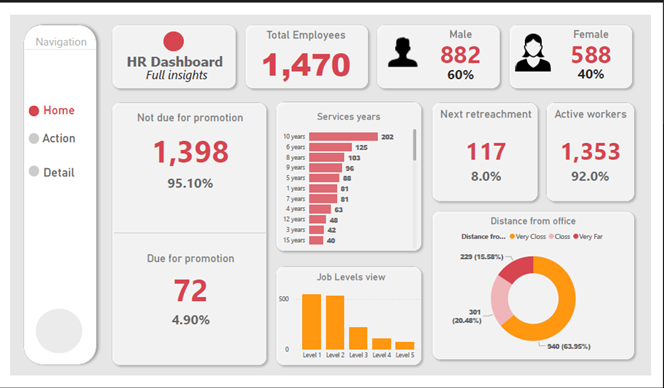 Navigation
Home
Action
Detail
HR Dashboard
Full insights
Total Employees
1,470
Male
882
60%
Female
588
40%
Not due for promotion
1,398
95.10%
Due for promotion
72
4.90%
Services years
10 years 202
6 years 125
8 years 103
9 years 96
5 years 88
1 years 81
7 years 81
4 years 63
12 years 48
3 years 42
15 years 40
Job Levels view
500
0
Level 1 Level 2 Level 3 Level 4 Level 5
Next retreachment
117
8.0%
Active workers
1,353
92.0%
Distance from office
Distance fro... Very Closs Closs Very Far
229 (15.58%)
301
(20.48%)
940 (63.95%)